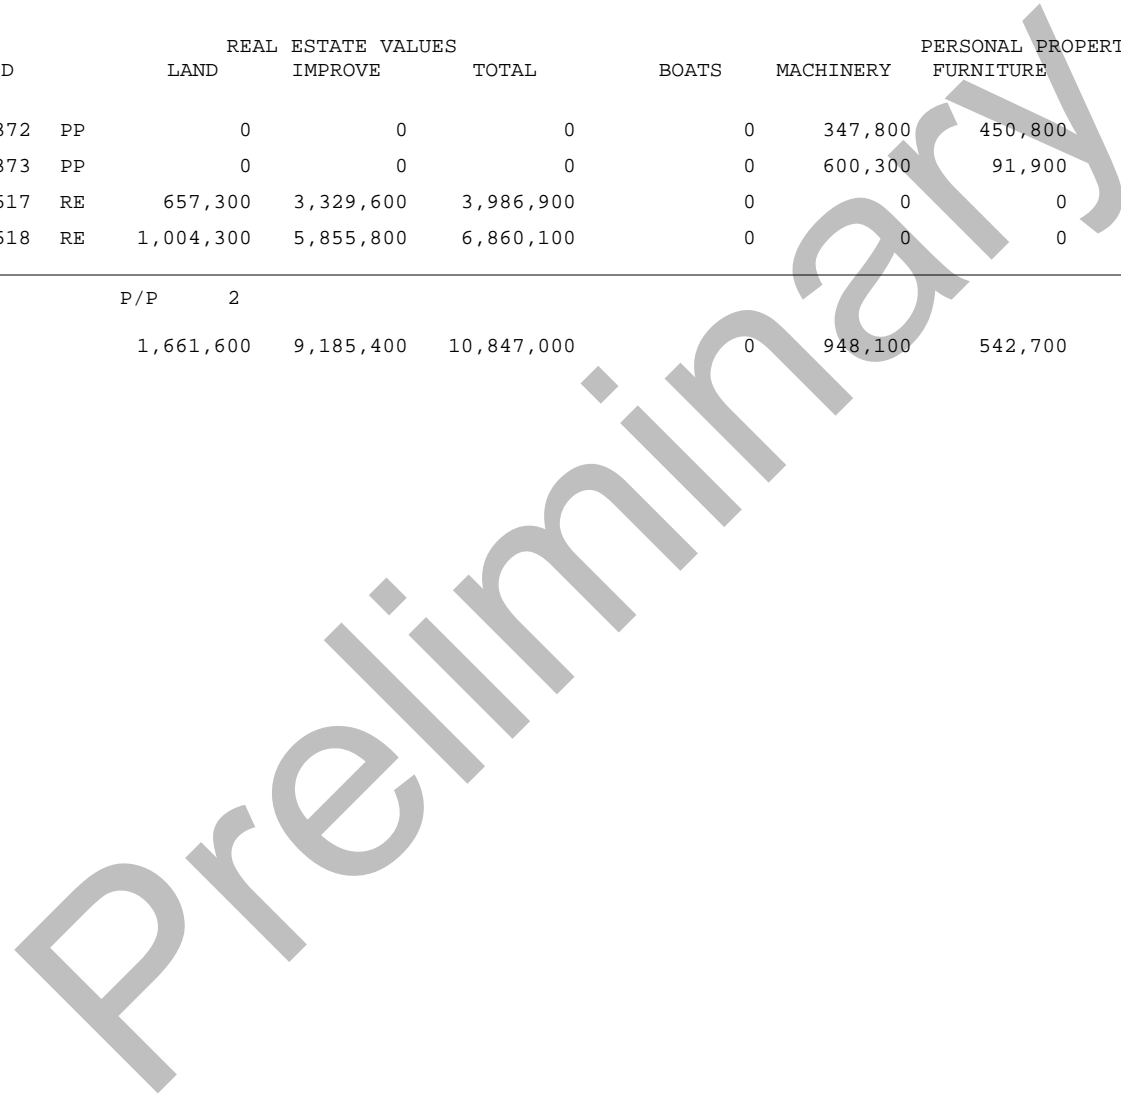 REAL ESTATE VALUES PERSONAL PROPERT
D LAND IMPROVE TOTAL BOATS MACHINERY FURNITURE
372 PP 0 0 0 0 347,800 450,800
373 PP 0 0 0 0 600,300 91,900
517 RE 657,300 3,329,600 3,986,900 0 0 0
518 RE 1,004,300 5,855,800 6,860,100 0 0 0
P/P 2
1,661,600 9,185,400 10,847,000 0 948,100 542,700
Preliminary